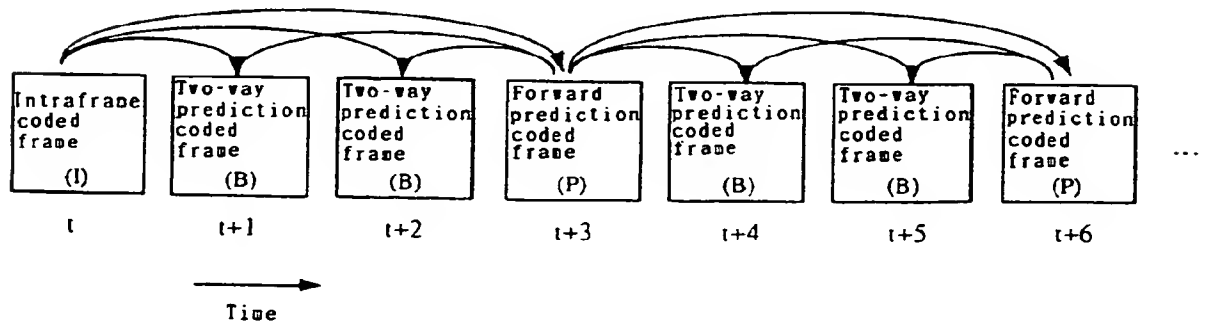 Intraframe
coded
frame
(I)
Two-way
prediction
coded
frame
(B)
Two-way
prediction
coded
frame
(B)
Forward
prediction
coded
frame
(P)
Two-way
prediction
coded
frame
(B)
Two-way
prediction
coded
frame
(B)
Forward
prediction
coded
frame
(P)
...
t
t+1
t+2
t+3
t+4
t+5
t+6
Time